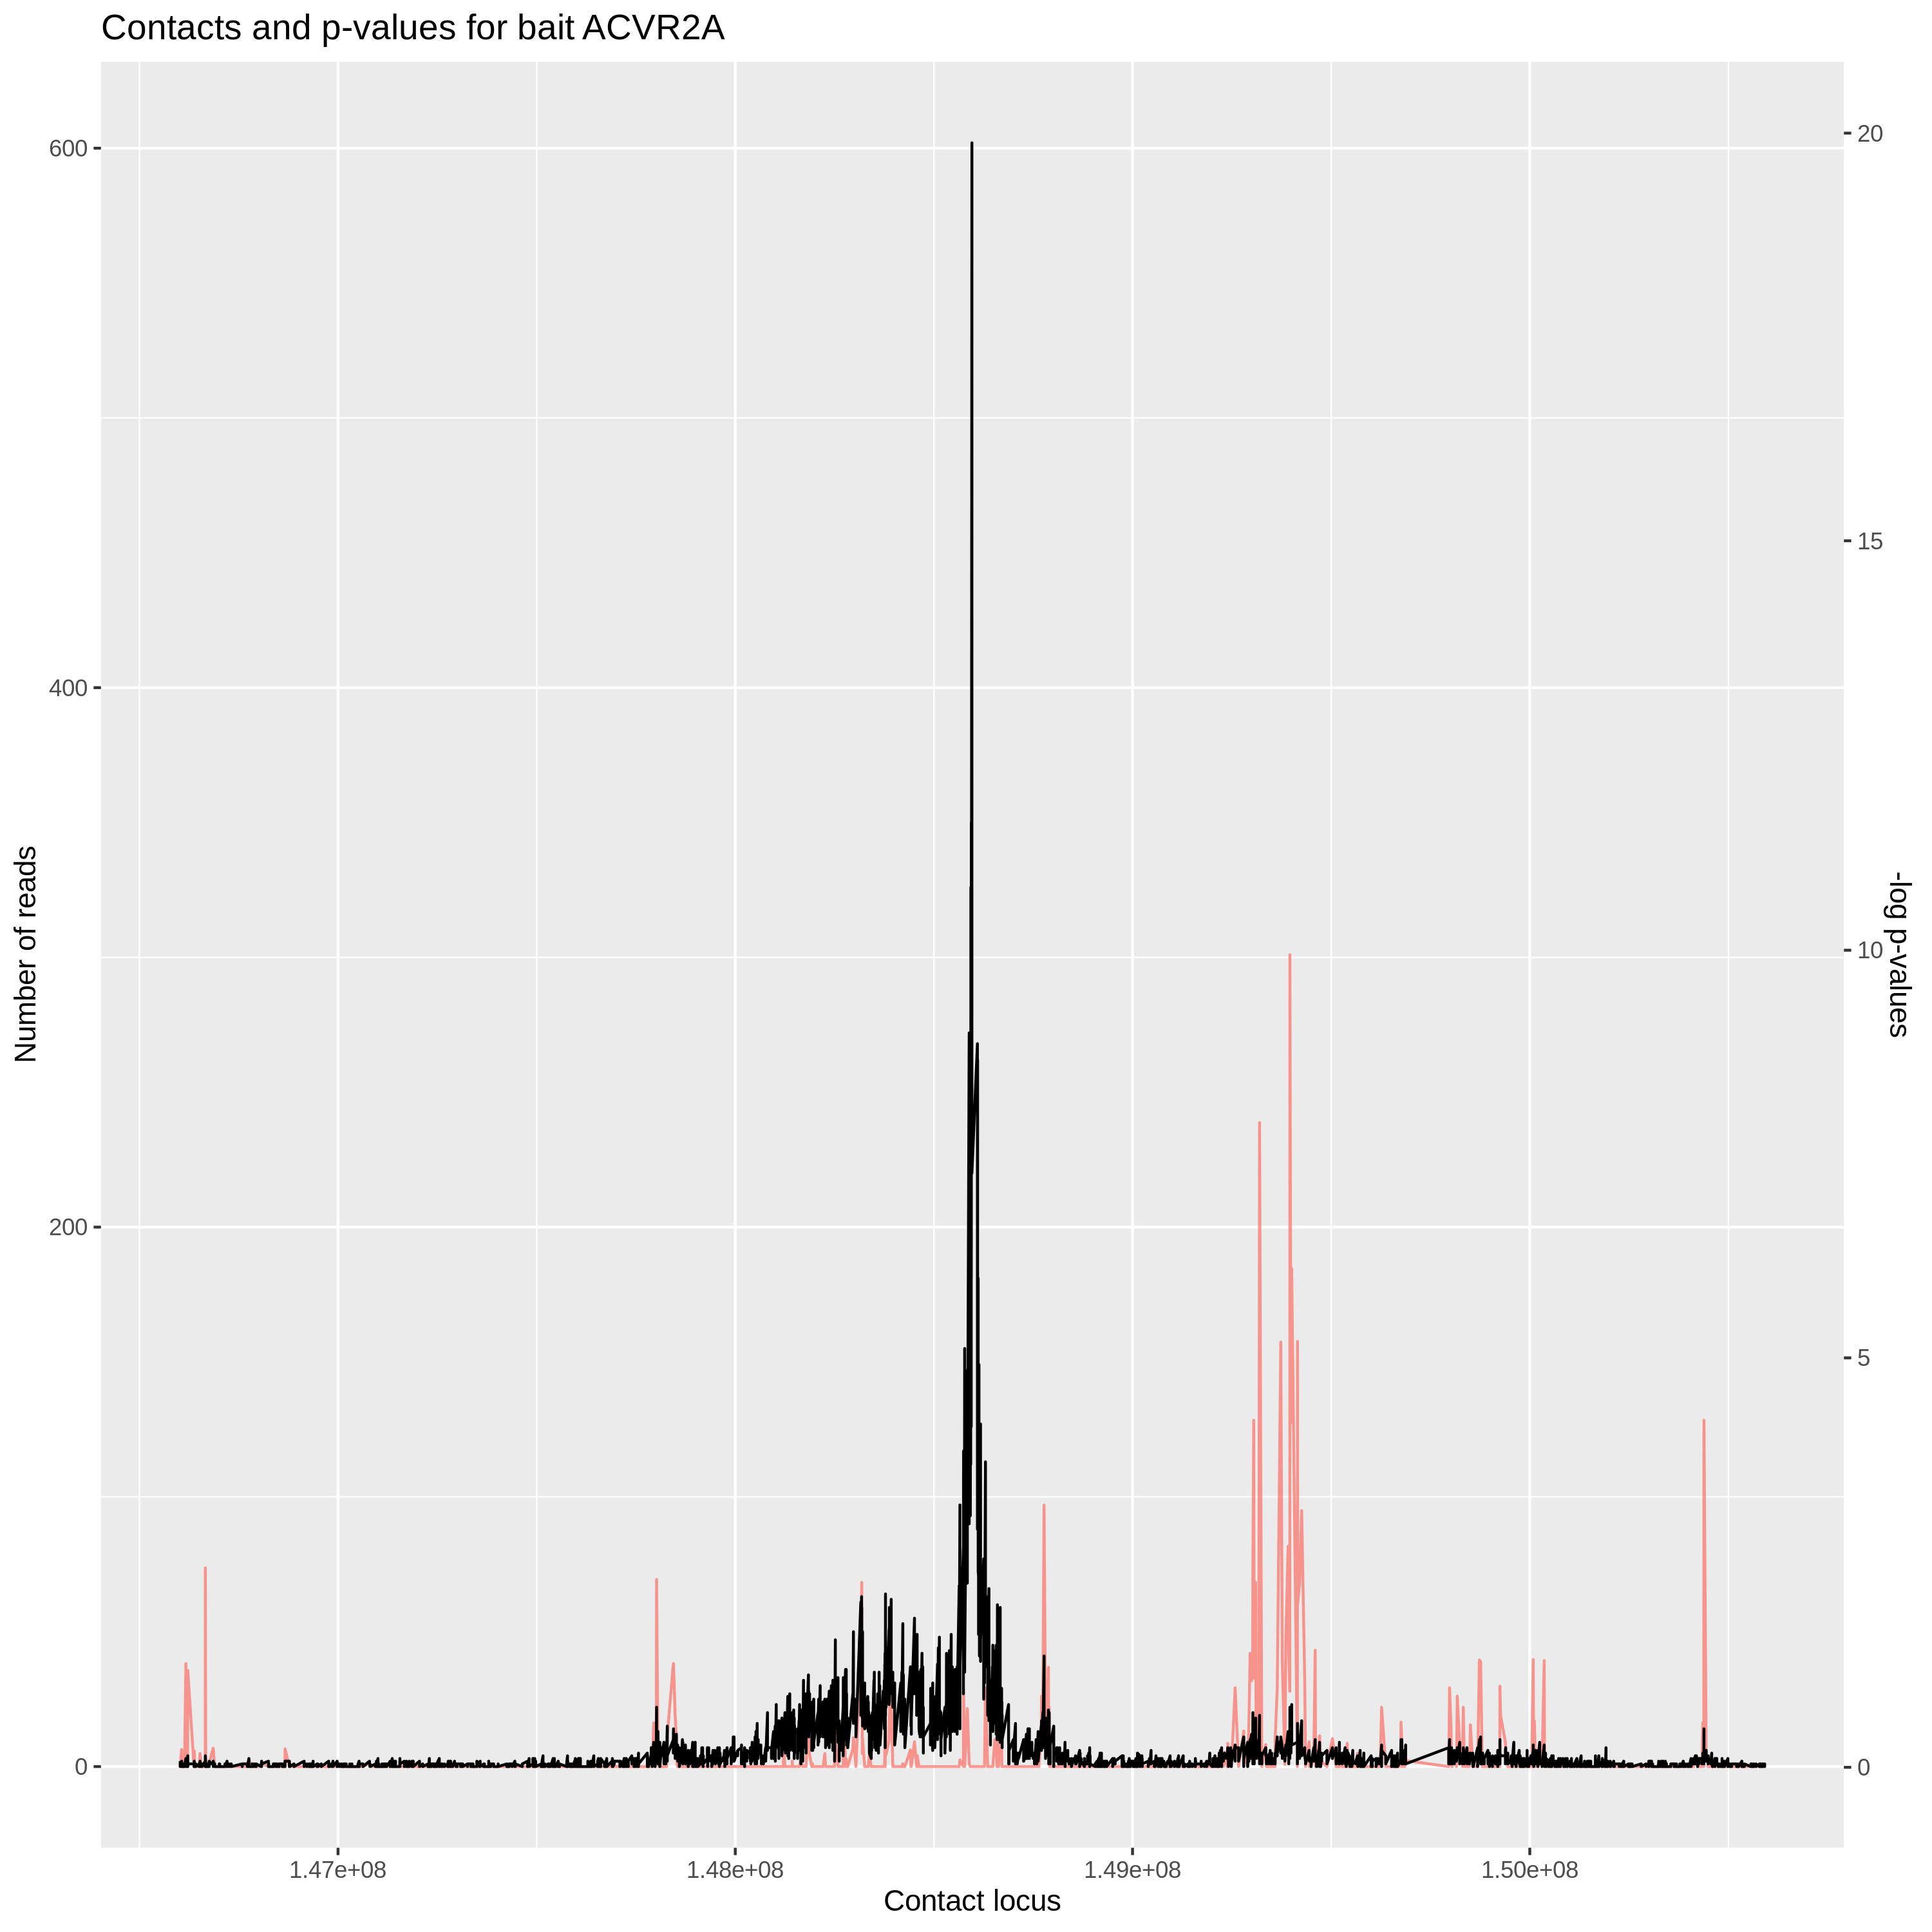 Contacts and p-values for bait ACVR2A
600
400
200
0
Number of reads
20
15
10
5
0
-log p-values
1.47e+08
1.48e+08
1.49e+08
1.50e+08
Contact locus